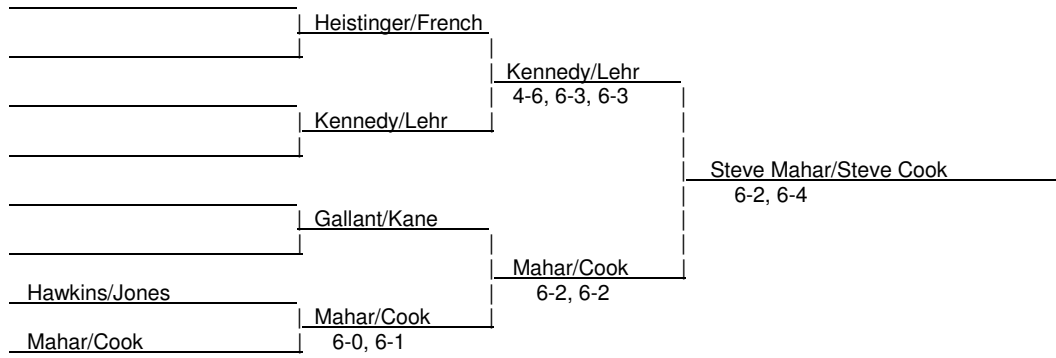 Heistinger/French
Kennedy/Lehr
4-6, 6-3, 6-3
Kennedy/Lehr
Steve Mahar/Steve Cook
6-2, 6-4
Gallant/Kane
Mahar/Cook
6-2, 6-2
Hawkins/Jones
Mahar/Cook
6-0, 6-1
Mahar/Cook